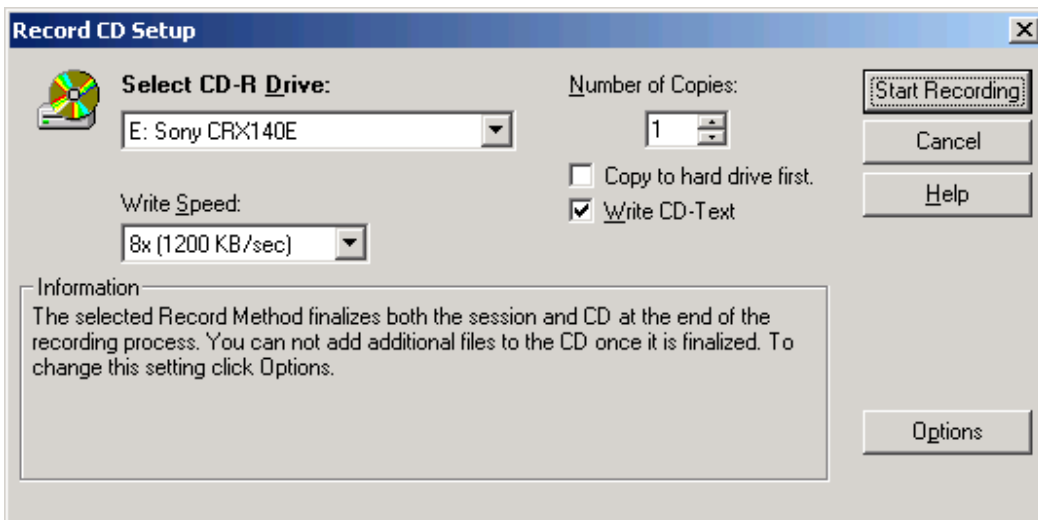 Record CD Setup
Select CD-R Drive:
E: Sony CRX140E
Write Speed:
8x (1200 KB/sec)
Number of Copies:
1
Copy to hard drive first.
Write CD-Text
Start Recording
Cancel
Help
Information
The selected Record Method finalizes both the session and CD at the end of the
recording process. You can not add additional files to the CD once it is finalized. To
change this setting click Options.
Options